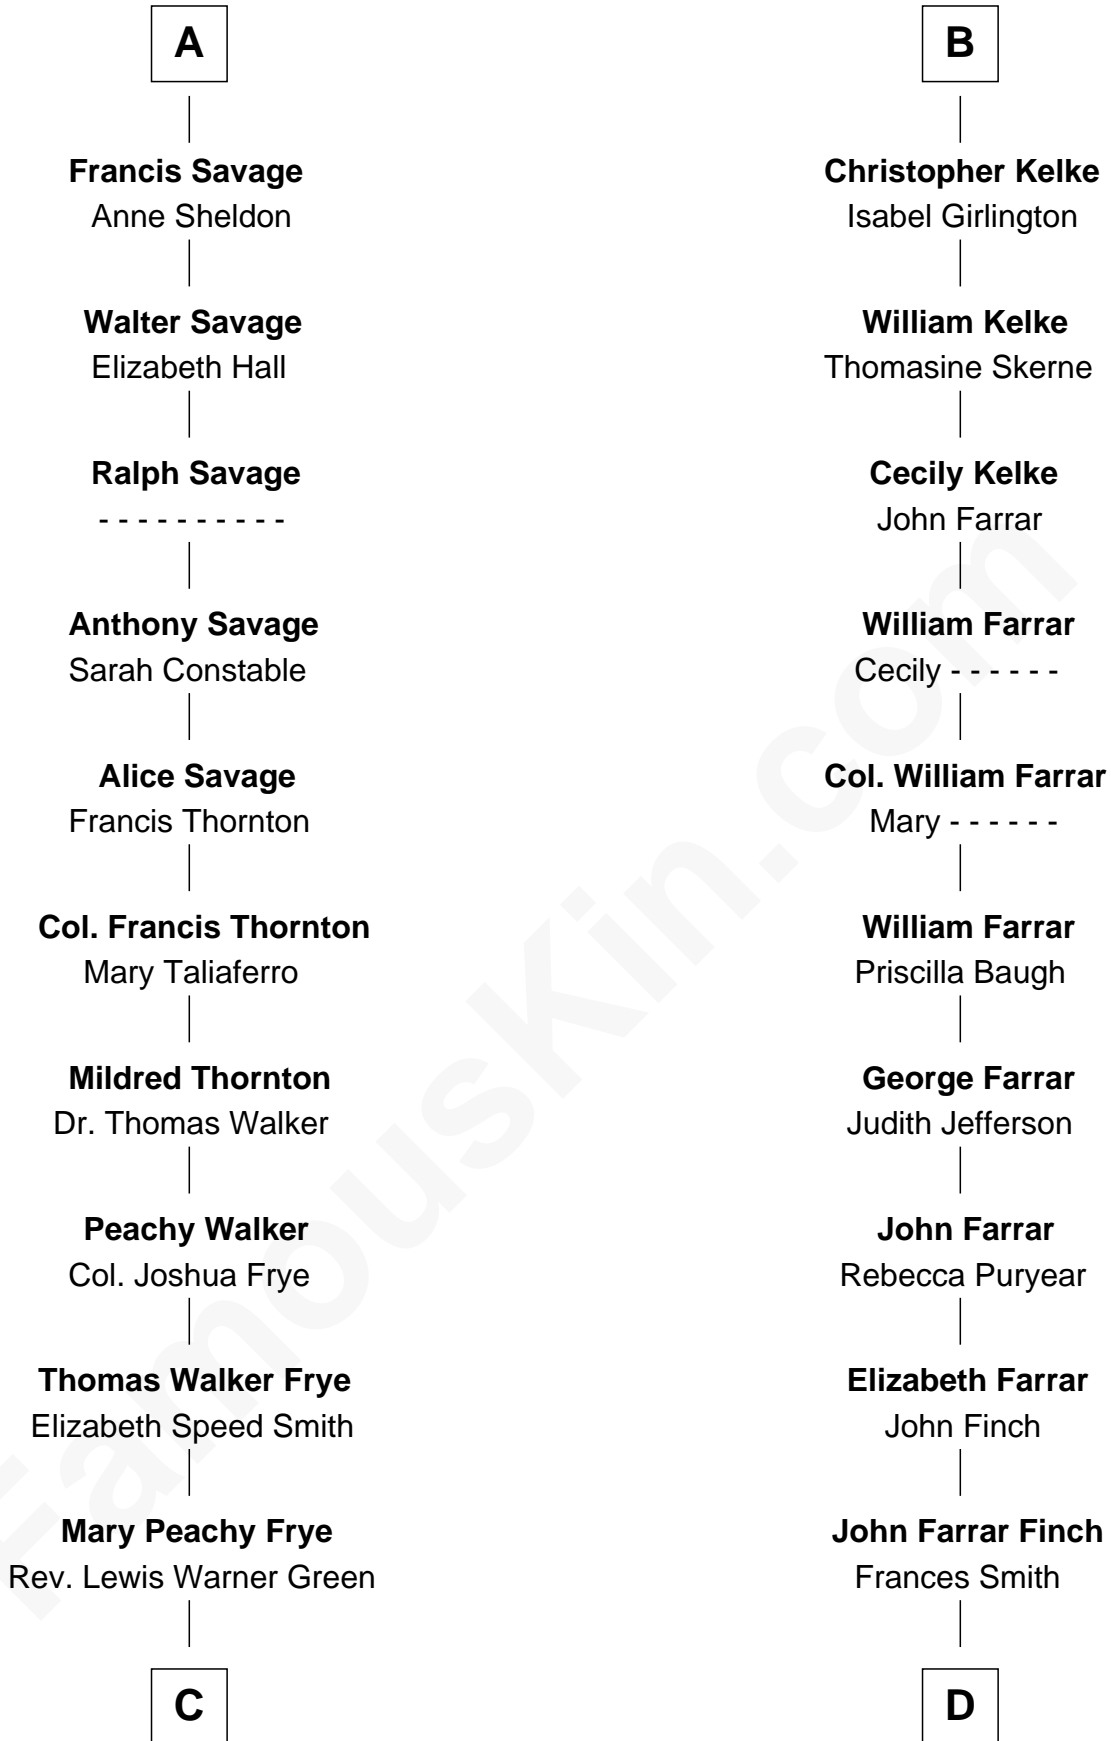 A
Francis Savage
Anne Sheldon
Walter Savage
Elizabeth Hall
Ralph Savage
- - - - - - - - - -
Anthony Savage
Sarah Constable
Alice Savage
Francis Thornton
Col. Francis Thornton
Mary Taliaferro
Mildred Thornton
Dr. Thomas Walker
Peachy Walker
Col. Joshua Frye
Thomas Walker Frye
Elizabeth Speed Smith
Mary Peachy Frye
Rev. Lewis Warner Green
C
B
Christopher Kelke
Isabel Girlington
William Kelke
Thomasine Skerne
Cecily Kelke
John Farrar
William Farrar
Cecily - - - - - -
Col. William Farrar
Mary - - - - - -
William Farrar
Priscilla Baugh
George Farrar
Judith Jefferson
John Farrar
Rebecca Puryear
Elizabeth Farrar
John Finch
John Farrar Finch
Frances Smith
D
FamousKin.com